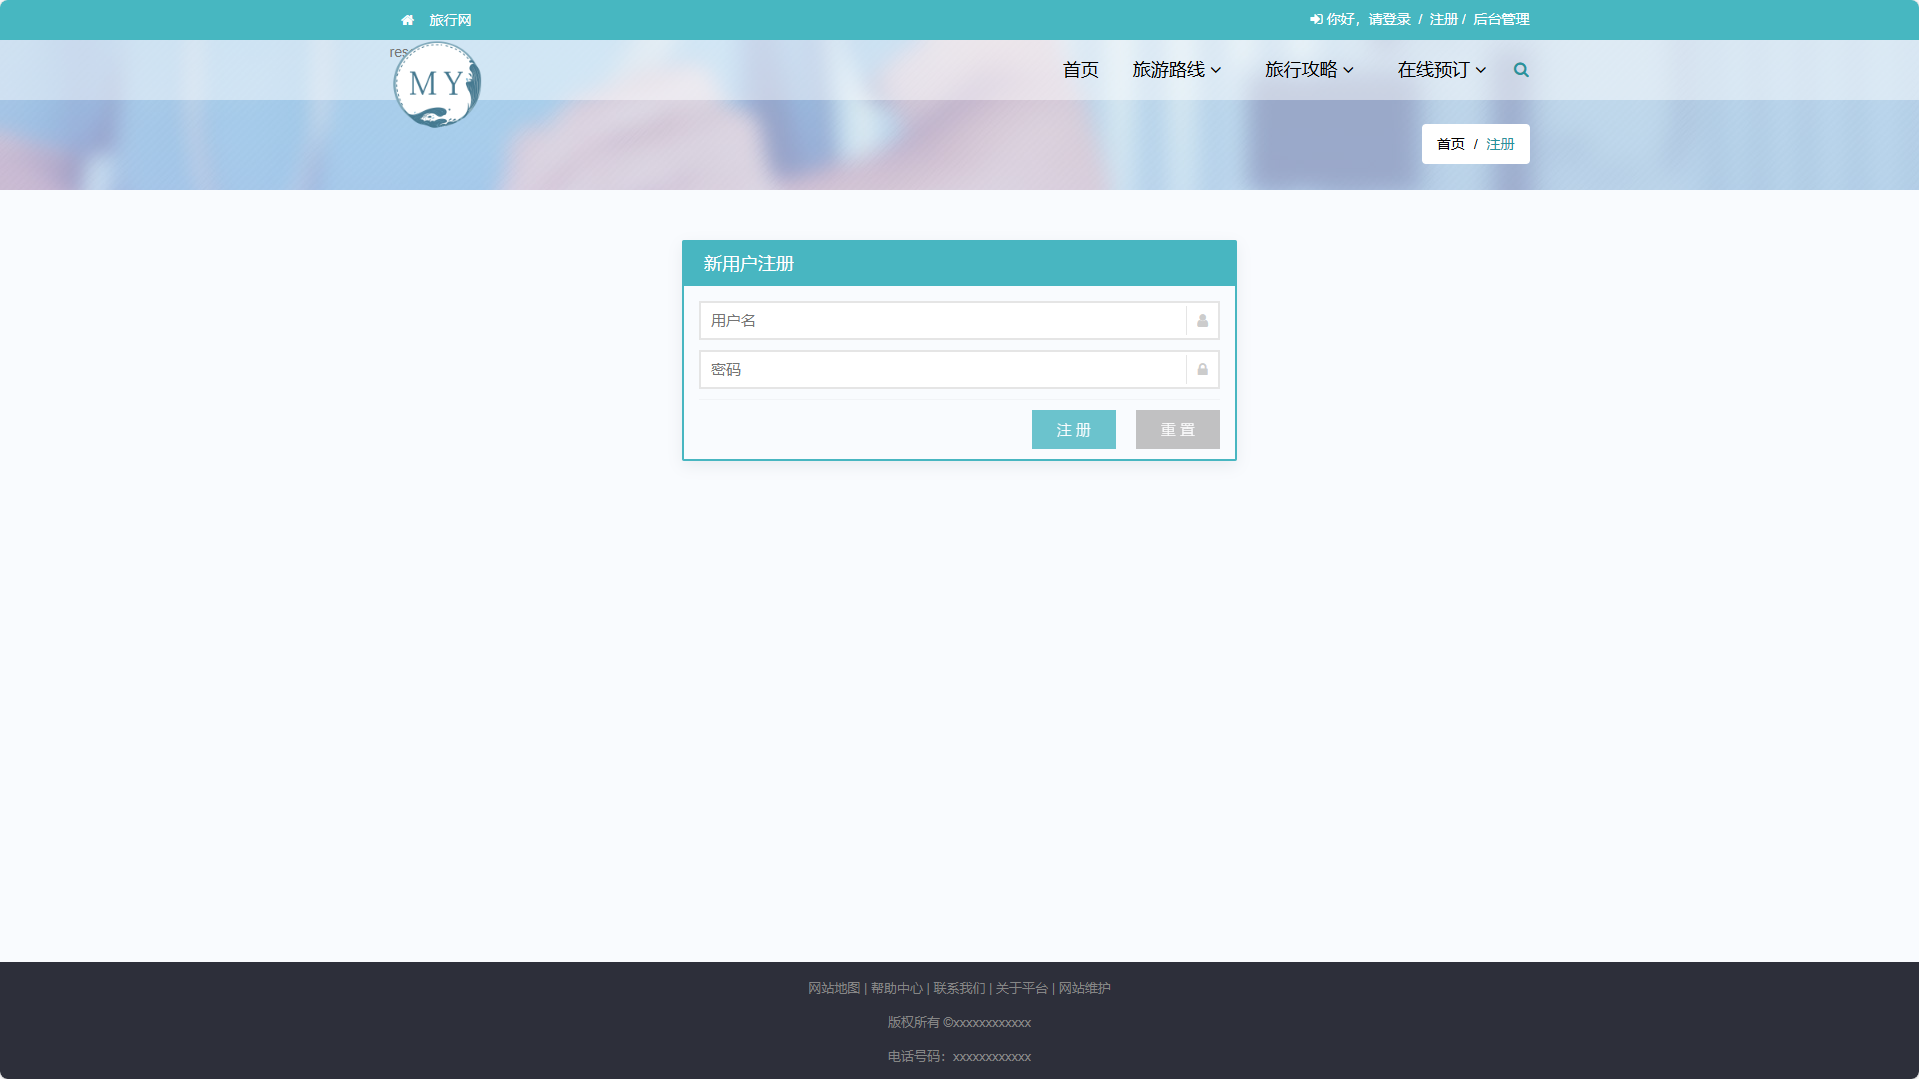 旅行网
你好，请登录 / 注册 / 后台管理
res
MY
首页 旅游路线 旅行攻略 在线预订
首页 / 注册
新用户注册
用户名
密码
注 册 重 置
网站地图 | 帮助中心 | 联系我们 | 关于平台 | 网站维护
版权所有 ©xxxxxxxxxxxx
电话号码：xxxxxxxxxxxx